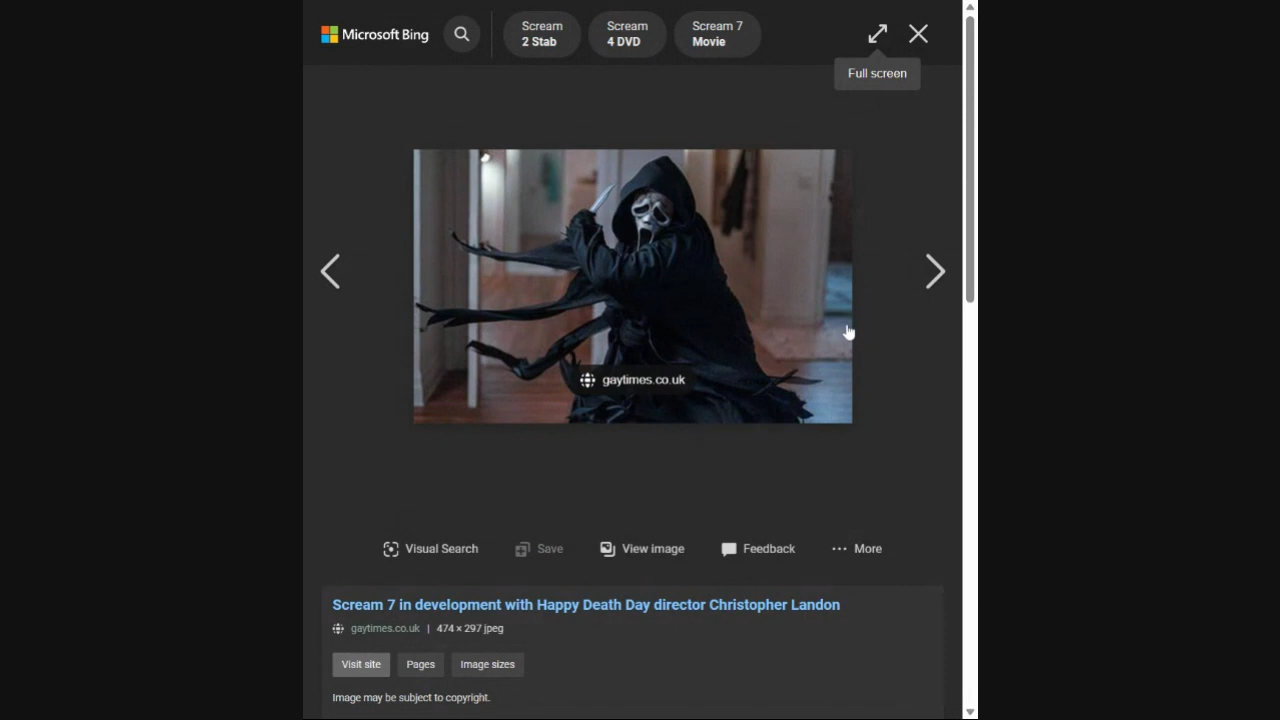 Microsoft Bing
Scream
2 Stab
Scream
4 DVD
Scream 7
Movie
Full screen
gaytimes.co.uk
Visual Search
Save
View image
Feedback
More
Scream 7 in development with Happy Death Day director Christopher Landon
gaytimes.co.uk | 474 × 297 jpeg
Visit site
Pages
Image sizes
Image may be subject to copyright.